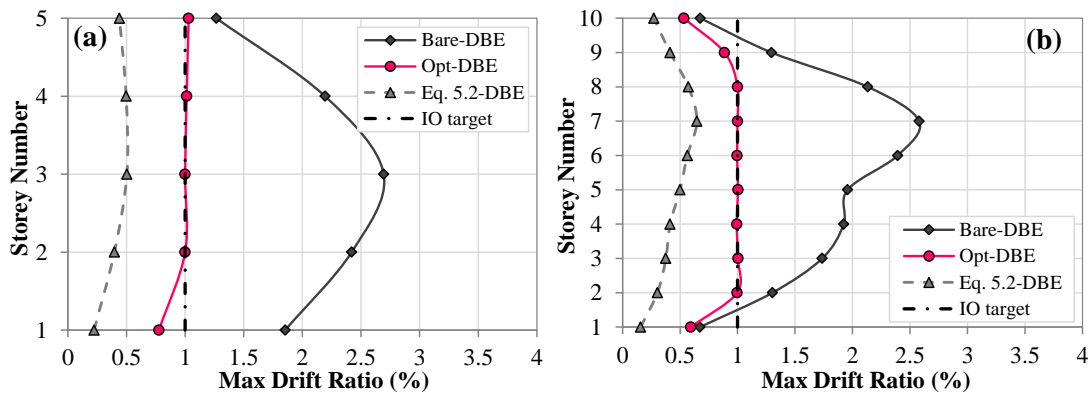 5
4
3
2
1
Storey Number
(a)
Bare-DBE
Opt-DBE
Eq. 5.2-DBE
IO target
0 0.5 1 1.5 2 2.5 3 3.5 4
Max Drift Ratio (%)
10
9
8
7
6
5
4
3
2
1
Storey Number
(b)
Bare-DBE
Opt-DBE
Eq. 5.2-DBE
IO target
0 0.5 1 1.5 2 2.5 3 3.5 4
Max Drift Ratio (%)